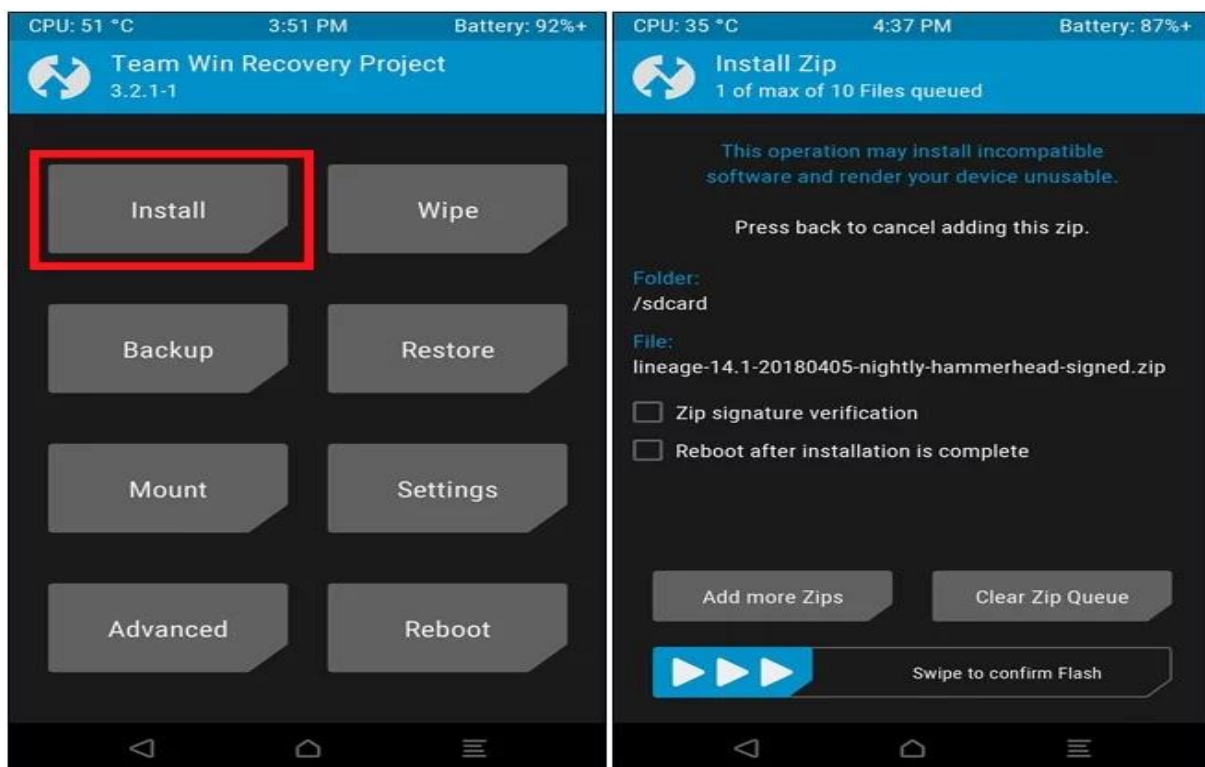 CPU: 51 °C 3:51 PM Battery: 92%+
Team Win Recovery Project
3.2.1-1
Install Wipe
Backup Restore
Mount Settings
Advanced Reboot
CPU: 35 °C 4:37 PM Battery: 87%+
Install Zip
1 of max of 10 Files queued
This operation may install incompatible
software and render your device unusable.
Press back to cancel adding this zip.
Folder:
/sdcard
File:
lineage-14.1-20180405-nightly-hammerhead-signed.zip
Zip signature verification
Reboot after installation is complete
Add more Zips Clear Zip Queue
Swipe to confirm Flash